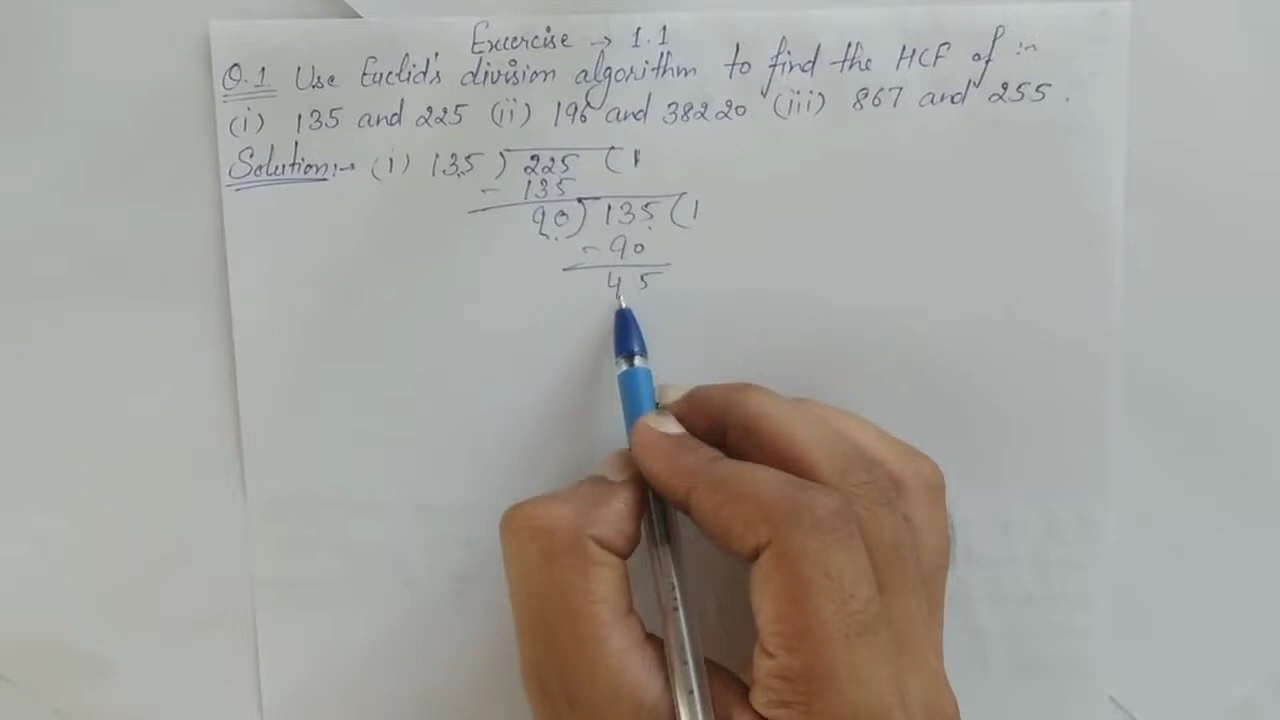 Excercise → 1.1
Q.1. Use Euclid's division algorithm to find the HCF of :-
(i) 135 and 225 (ii) 196 and 38220 (iii) 867 and 255.
Solution:→ (i) 135 ) 225 ( 1
- 135
90 ) 135 ( 1
- 90
45